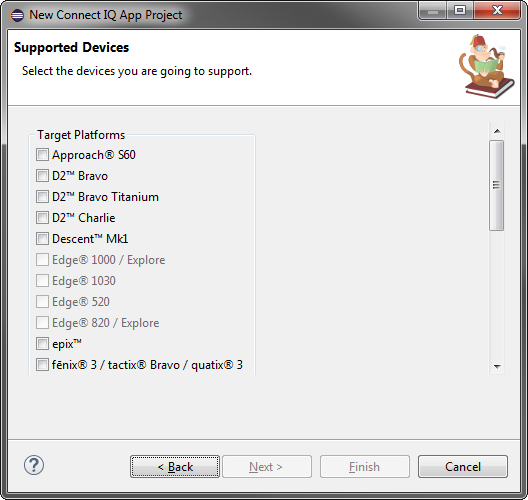 New Connect IQ App Project
Supported Devices
Select the devices you are going to support.
Target Platforms
Approach® S60
D2™ Bravo
D2™ Bravo Titanium
D2™ Charlie
Descent™ Mk1
Edge® 1000 / Explore
Edge® 1030
Edge® 520
Edge® 820 / Explore
epix™
fēnix® 3 / tactix® Bravo / quatix® 3
?
< Back
Next >
Finish
Cancel